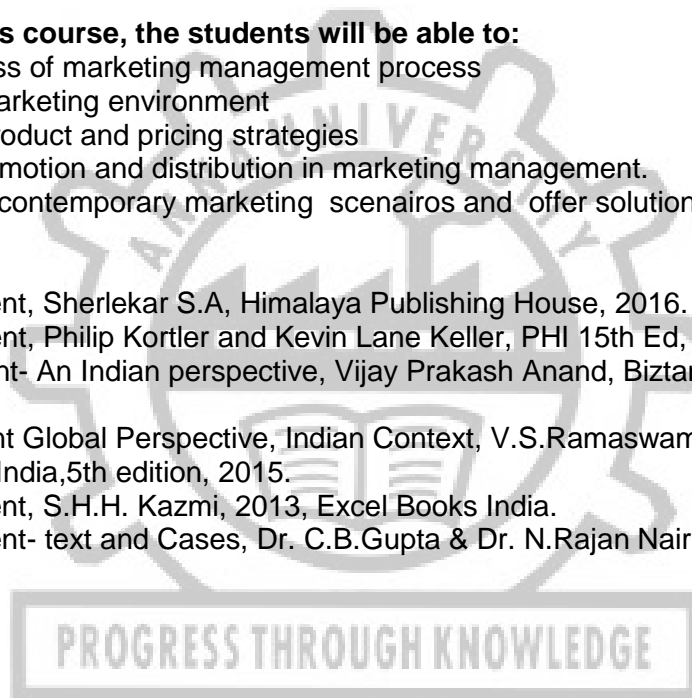 s course, the students will be able to:
ss of marketing management process
arketing environment
roduct and pricing strategies
motion and distribution in marketing management.
contemporary marketing scenairos and offer solution
ent, Sherlekar S.A, Himalaya Publishing House, 2016.
ent, Philip Kortler and Kevin Lane Keller, PHI 15th Ed,
nt- An Indian perspective, Vijay Prakash Anand, Biztan
nt Global Perspective, Indian Context, V.S.Ramaswam
India,5th edition, 2015.
ent, S.H.H. Kazmi, 2013, Excel Books India.
ent- text and Cases, Dr. C.B.Gupta & Dr. N.Rajan Nair
ANNA UNIVERSITY
PROGRESS THROUGH KNOWLEDGE